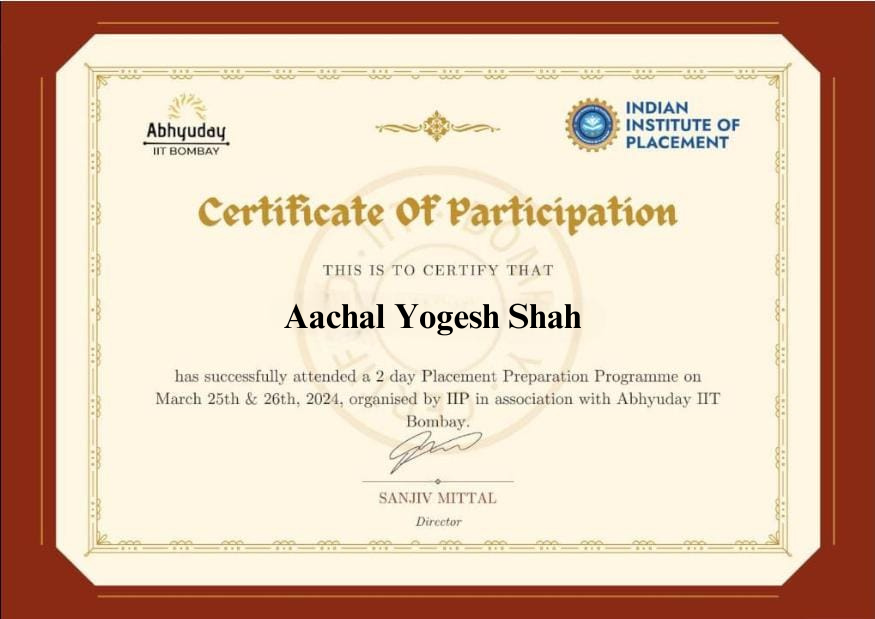 Abhyuday
IIT BOMBAY
INDIAN
INSTITUTE OF
PLACEMENT
Certificate Of Participation
THIS IS TO CERTIFY THAT
Aachal Yogesh Shah
has successfully attended a 2 day Placement Preparation Programme on
March 25th & 26th, 2024, organised by IIP in association with Abhyuday IIT
Bombay.
SANJIV MITTAL
Director